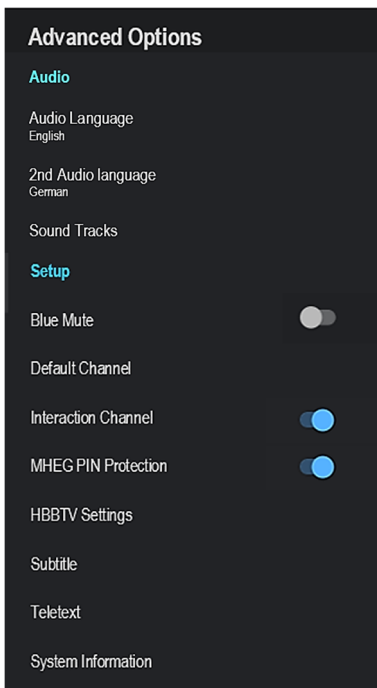 Advanced Options
Audio
Audio Language
English
2nd Audio language
German
Sound Tracks
Setup
Blue Mute
Default Channel
Interaction Channel
MHEG PIN Protection
HBBTV Settings
Subtitle
Teletext
System Information